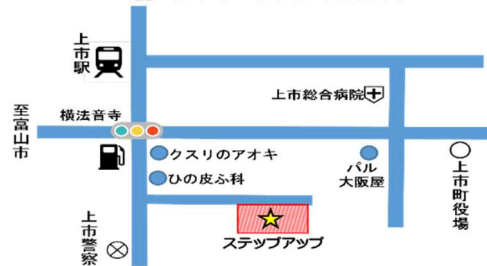 上市駅
上市総合病院
至富山市
横法音寺
クスリのアオキ
ひの皮ふ科
パル
大阪屋
上市町役場
上市警察
ステップアップ